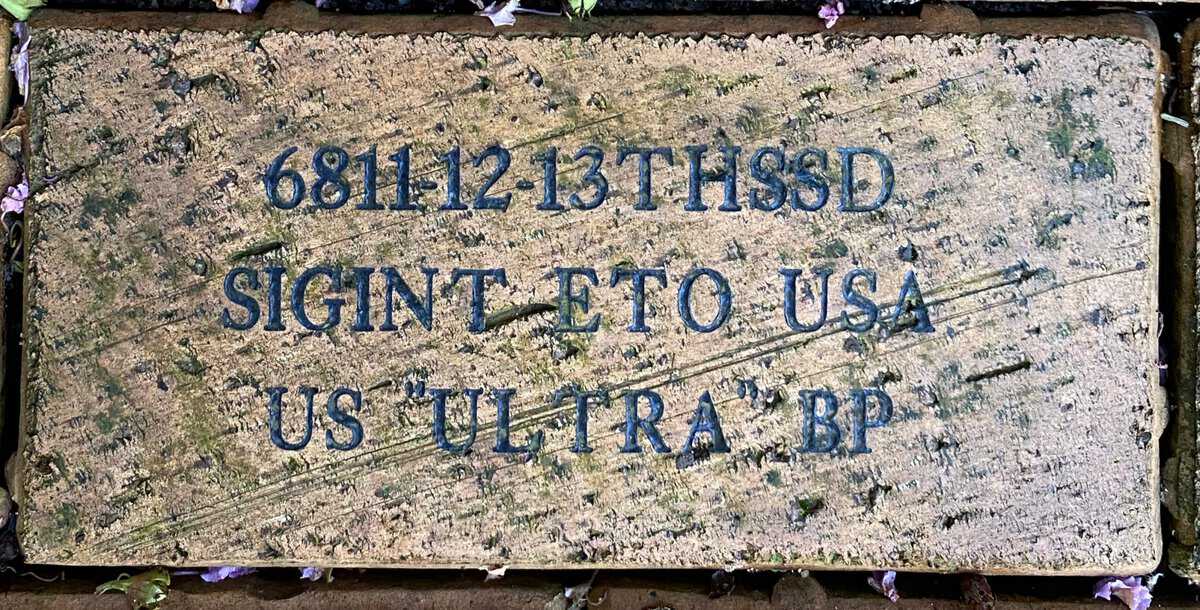 6811-12-13THSSD
SIGINT ETO USA
US "ULTRA" BP